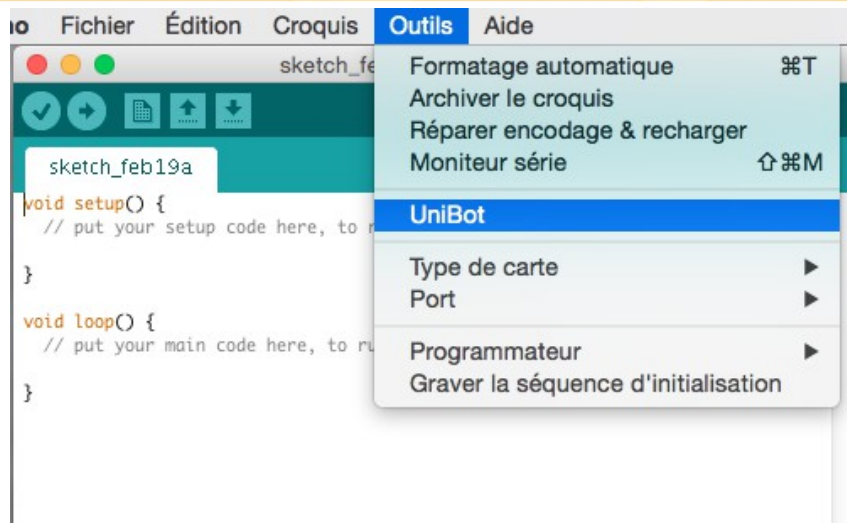 Fichier Édition Croquis Outils Aide
Formatage automatique ⌘T
Archiver le croquis
Réparer encodage & recharger
Moniteur série ⇧⌘M
UniBot
Type de carte ▶
Port ▶
Programmateur ▶
Graver la séquence d'initialisation
sketch_feb19a
void setup() {
// put your setup code here, to
}
void loop() {
// put your main code here, to
}